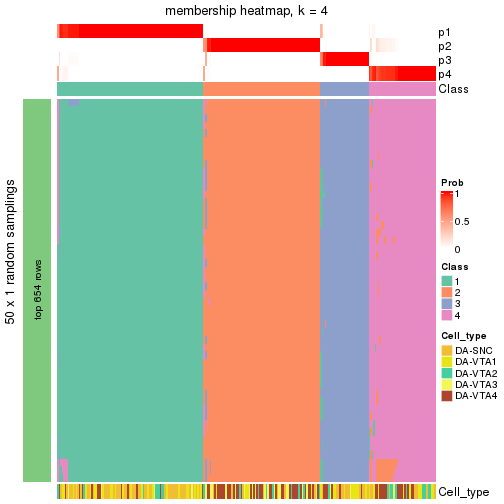 membership heatmap, k = 4
p1
p2
p3
p4
Class
50 x 1 random samplings
top 654 rows
Prob
1
0.5
0
Class
1
2
3
4
Cell_type
DA-SNC
DA-VTA1
DA-VTA2
DA-VTA3
DA-VTA4
Cell_type